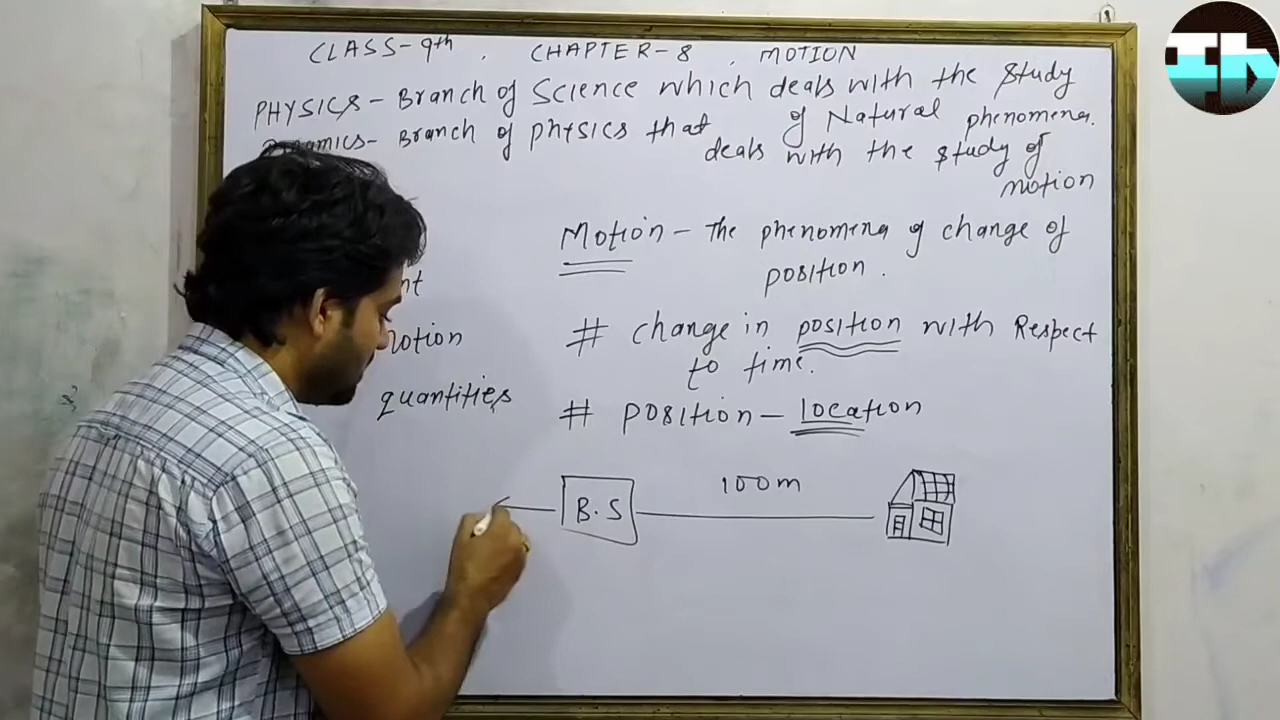 CLASS-9th, CHAPTER-8, MOTION
PHYSICS- Branch of Science which deals with the study
of Natural phenomena.
Branch of physics that
deals with the study of
motion
Motion - The phenomena of change of
position.
# change in position with Respect
to time.
motion
quantities
# position - location
100m
B.S